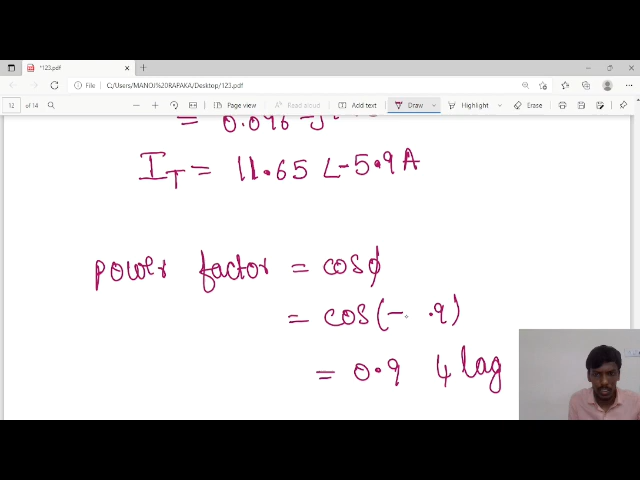 *123.pdf
File C:/Users/MANOJ%20RAPAKA/Desktop/123.pdf
12 of 14 Page view Read aloud Add text Draw Highlight Erase
I_T = 11.65 ∠-5.9 A
power factor = cosϕ
= cos(- .9)
= 0.9 4 lag